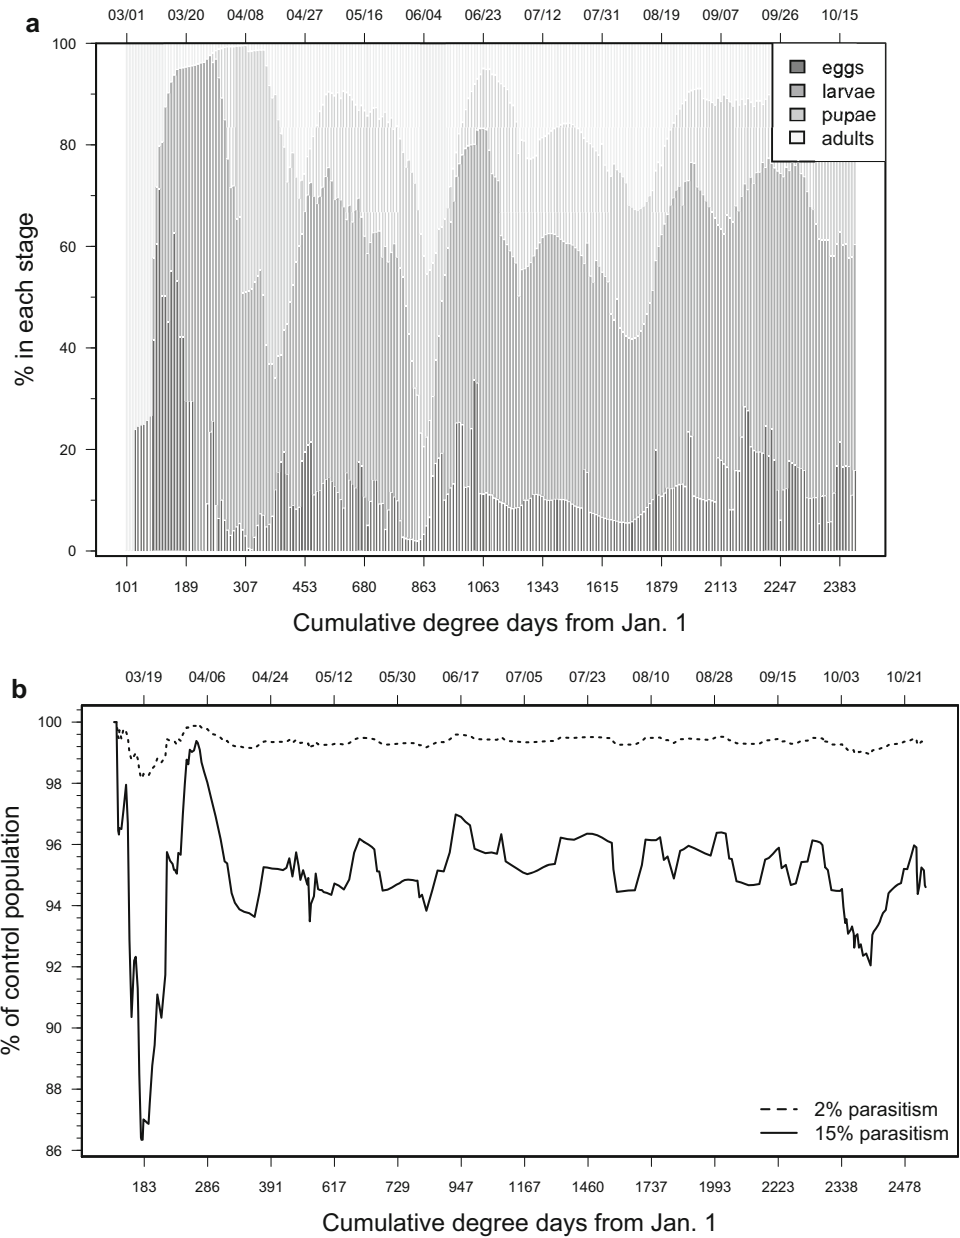 a
03/01 03/20 04/08 04/27 05/16 06/04 06/23 07/12 07/31 08/19 09/07 09/26 10/15
100
80
60
40
20
0
% in each stage
eggs
larvae
pupae
adults
101 189 307 453 680 863 1063 1343 1615 1879 2113 2247 2383
Cumulative degree days from Jan. 1
b
03/19 04/06 04/24 05/12 05/30 06/17 07/05 07/23 08/10 08/28 09/15 10/03 10/21
100
98
96
94
92
90
88
86
% of control population
2% parasitism
15% parasitism
183 286 391 617 729 947 1167 1460 1737 1993 2223 2338 2478
Cumulative degree days from Jan. 1